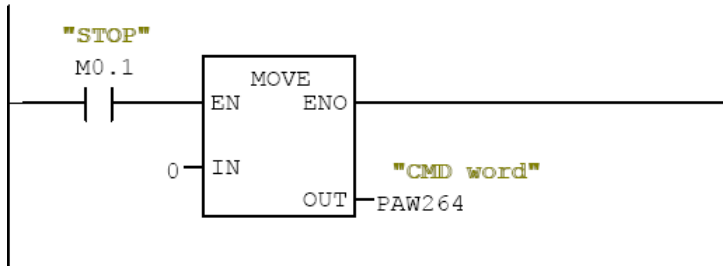 "STOP"
M0.1
MOVE
EN ENO
0 IN
"CMD word"
OUT PAW264